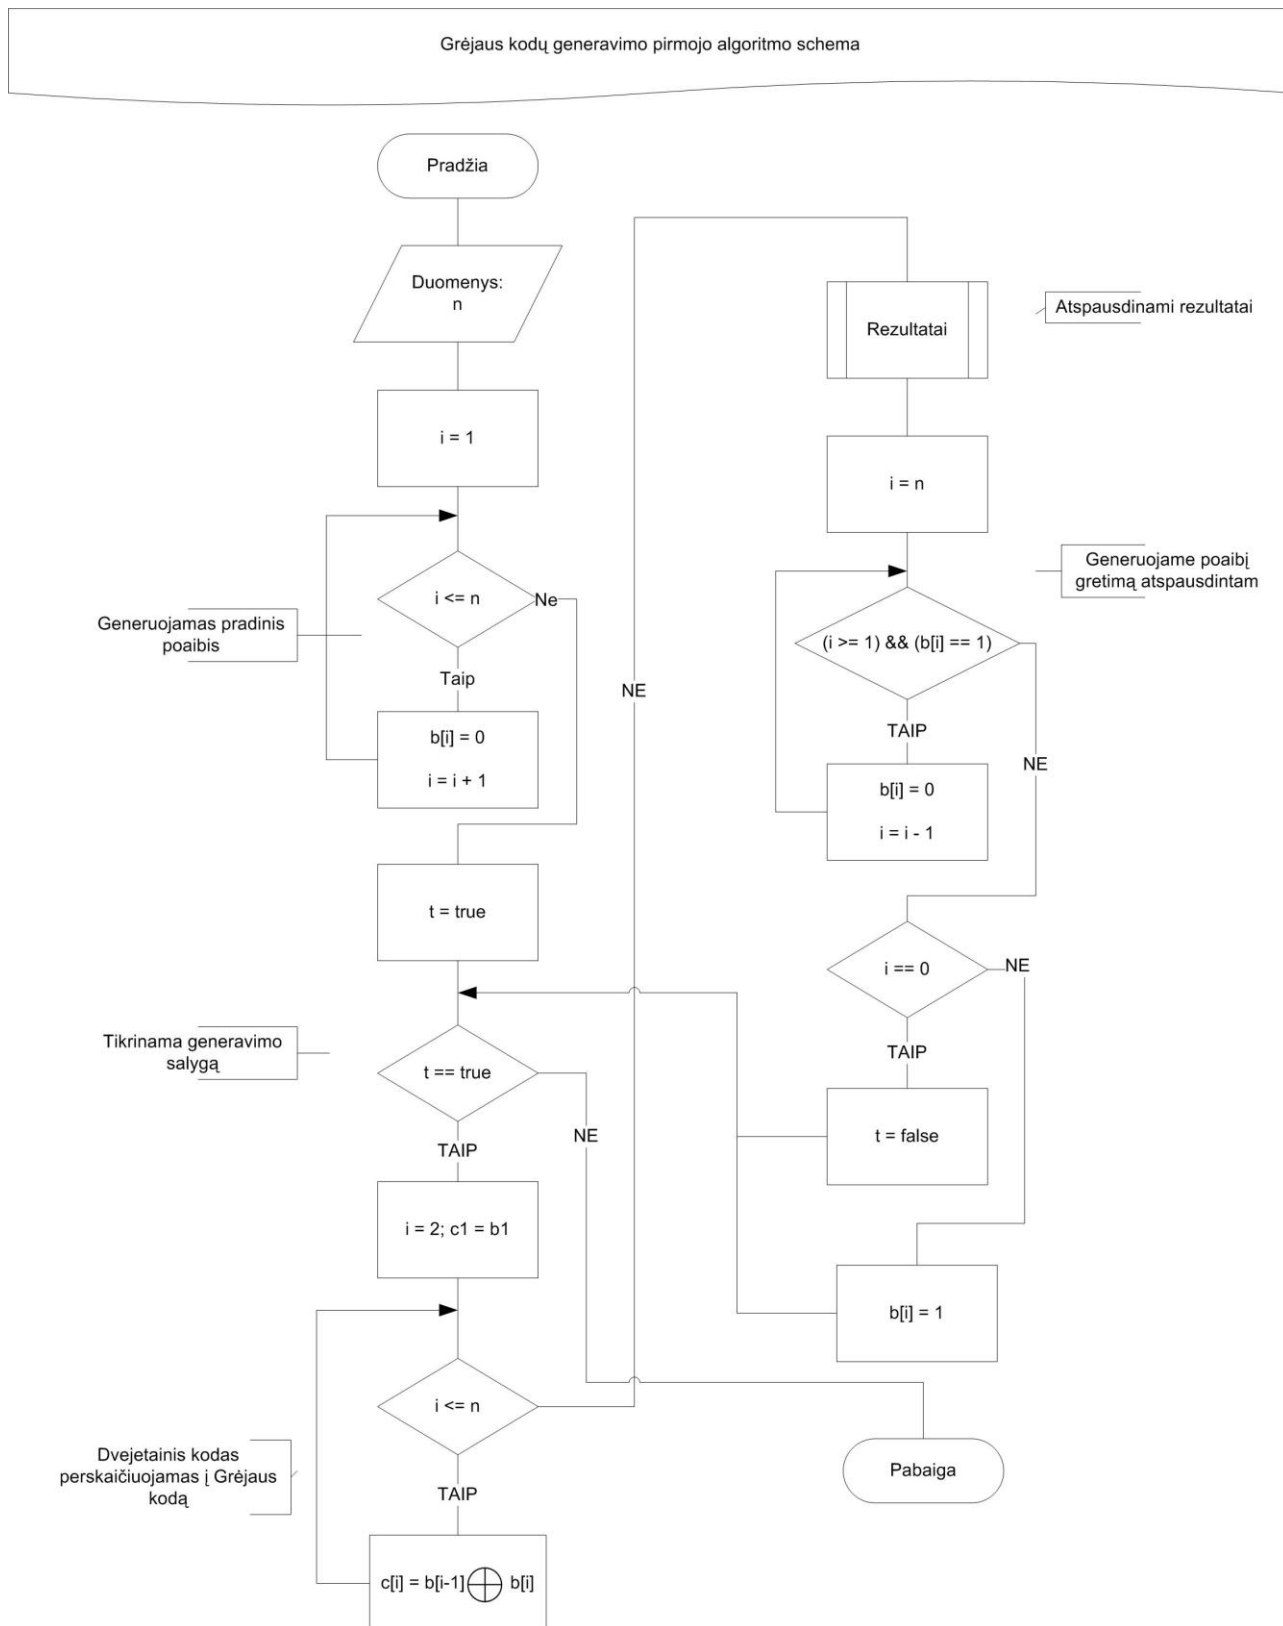 Grėjaus kodų generavimo pirmojo algoritmo schema
Pradžia
Duomenys:
n
i = 1
i <= n
Ne
Generuojamas pradinis
poaibis
Taip
b[i] = 0
i = i + 1
t = true
Tikrinama generavimo
salygą
t == true
NE
TAIP
i = 2; c1 = b1
i <= n
NE
Dvejetainis kodas
perskaičiuojamas į Grėjaus
kodą
TAIP
c[i] = b[i-1] ⊕ b[i]
Rezultatai
Atspausdinami rezultatai
i = n
Generuojame poaibį
gretimą atspausdintam
(i >= 1) && (b[i] == 1)
TAIP
NE
b[i] = 0
i = i - 1
i == 0
NE
TAIP
t = false
b[i] = 1
Pabaiga